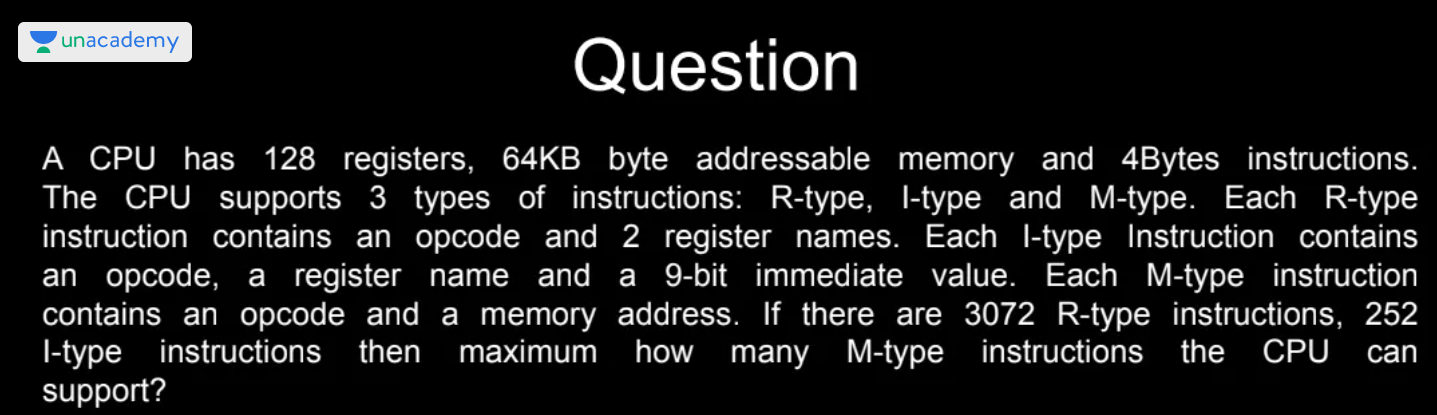 unacademy
Question
A CPU has 128 registers, 64KB byte addressable memory and 4Bytes instructions.
The CPU supports 3 types of instructions: R-type, I-type and M-type. Each R-type
instruction contains an opcode and 2 register names. Each I-type Instruction contains
an opcode, a register name and a 9-bit immediate value. Each M-type instruction
contains an opcode and a memory address. If there are 3072 R-type instructions, 252
I-type instructions then maximum how many M-type instructions the CPU can
support?